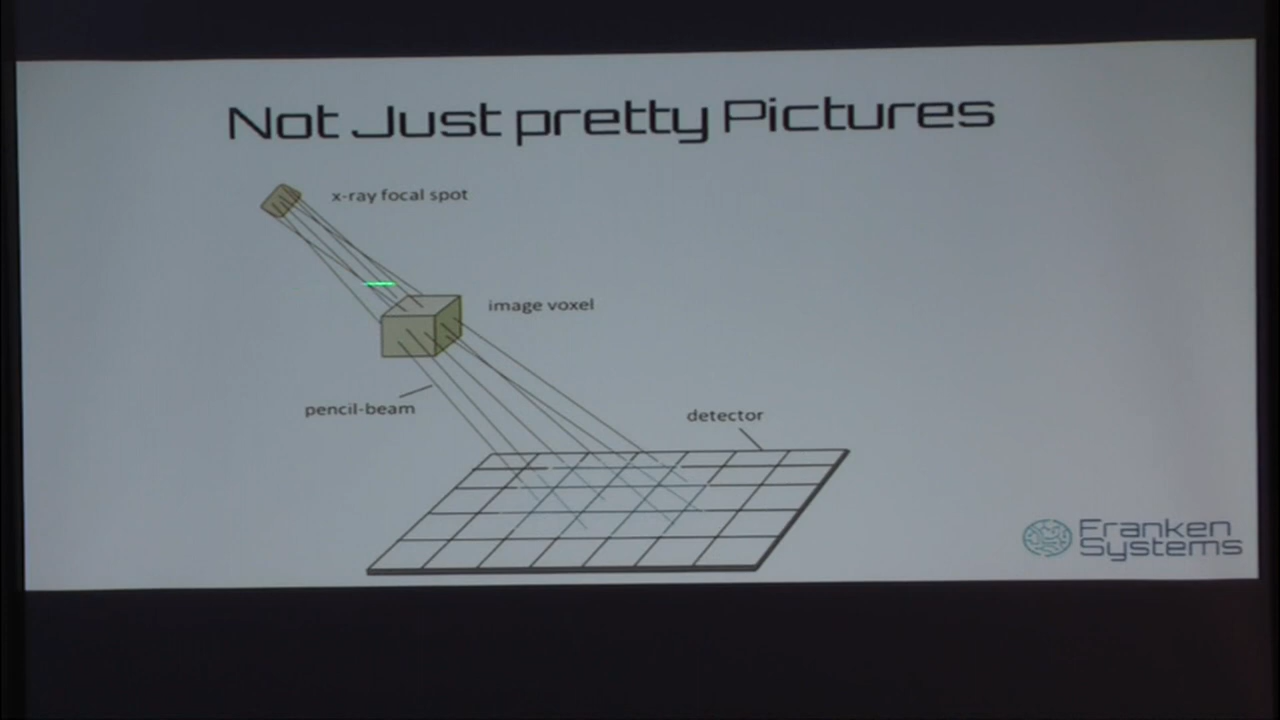 Not Just pretty Pictures
x-ray focal spot
image voxel
pencil-beam
detector
Franken
Systems